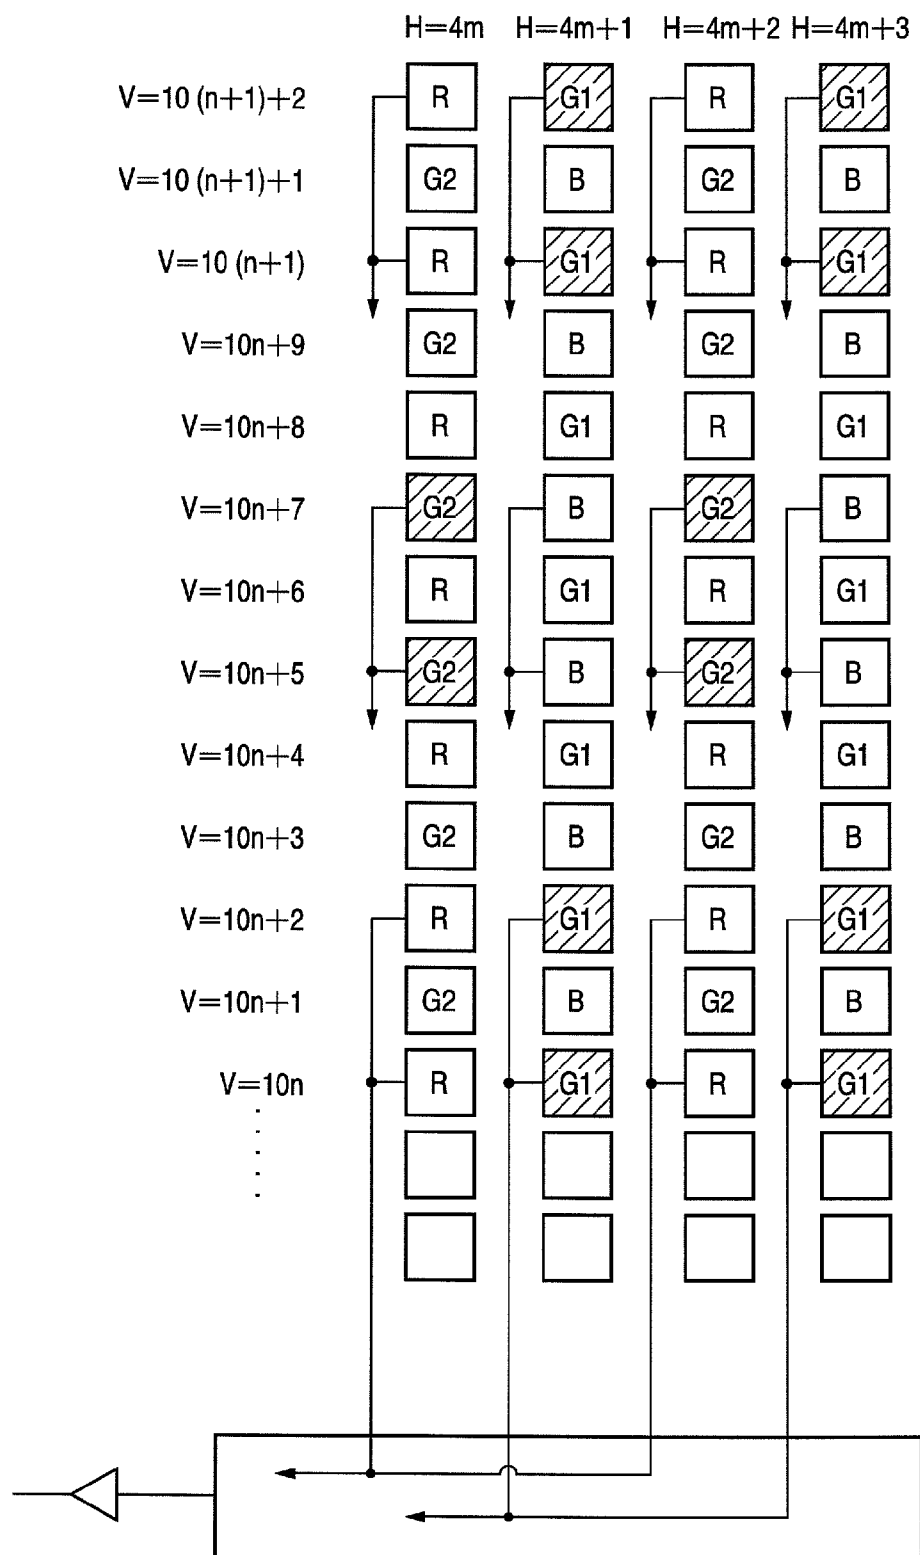 H=4m H=4m+1 H=4m+2 H=4m+3
V=10 (n+1)+2 R G1 R G1
V=10 (n+1)+1 G2 B G2 B
V=10 (n+1) R G1 R G1
V=10n+9 G2 B G2 B
V=10n+8 R G1 R G1
V=10n+7 G2 B G2 B
V=10n+6 R G1 R G1
V=10n+5 G2 B G2 B
V=10n+4 R G1 R G1
V=10n+3 G2 B G2 B
V=10n+2 R G1 R G1
V=10n+1 G2 B G2 B
V=10n R G1 R G1